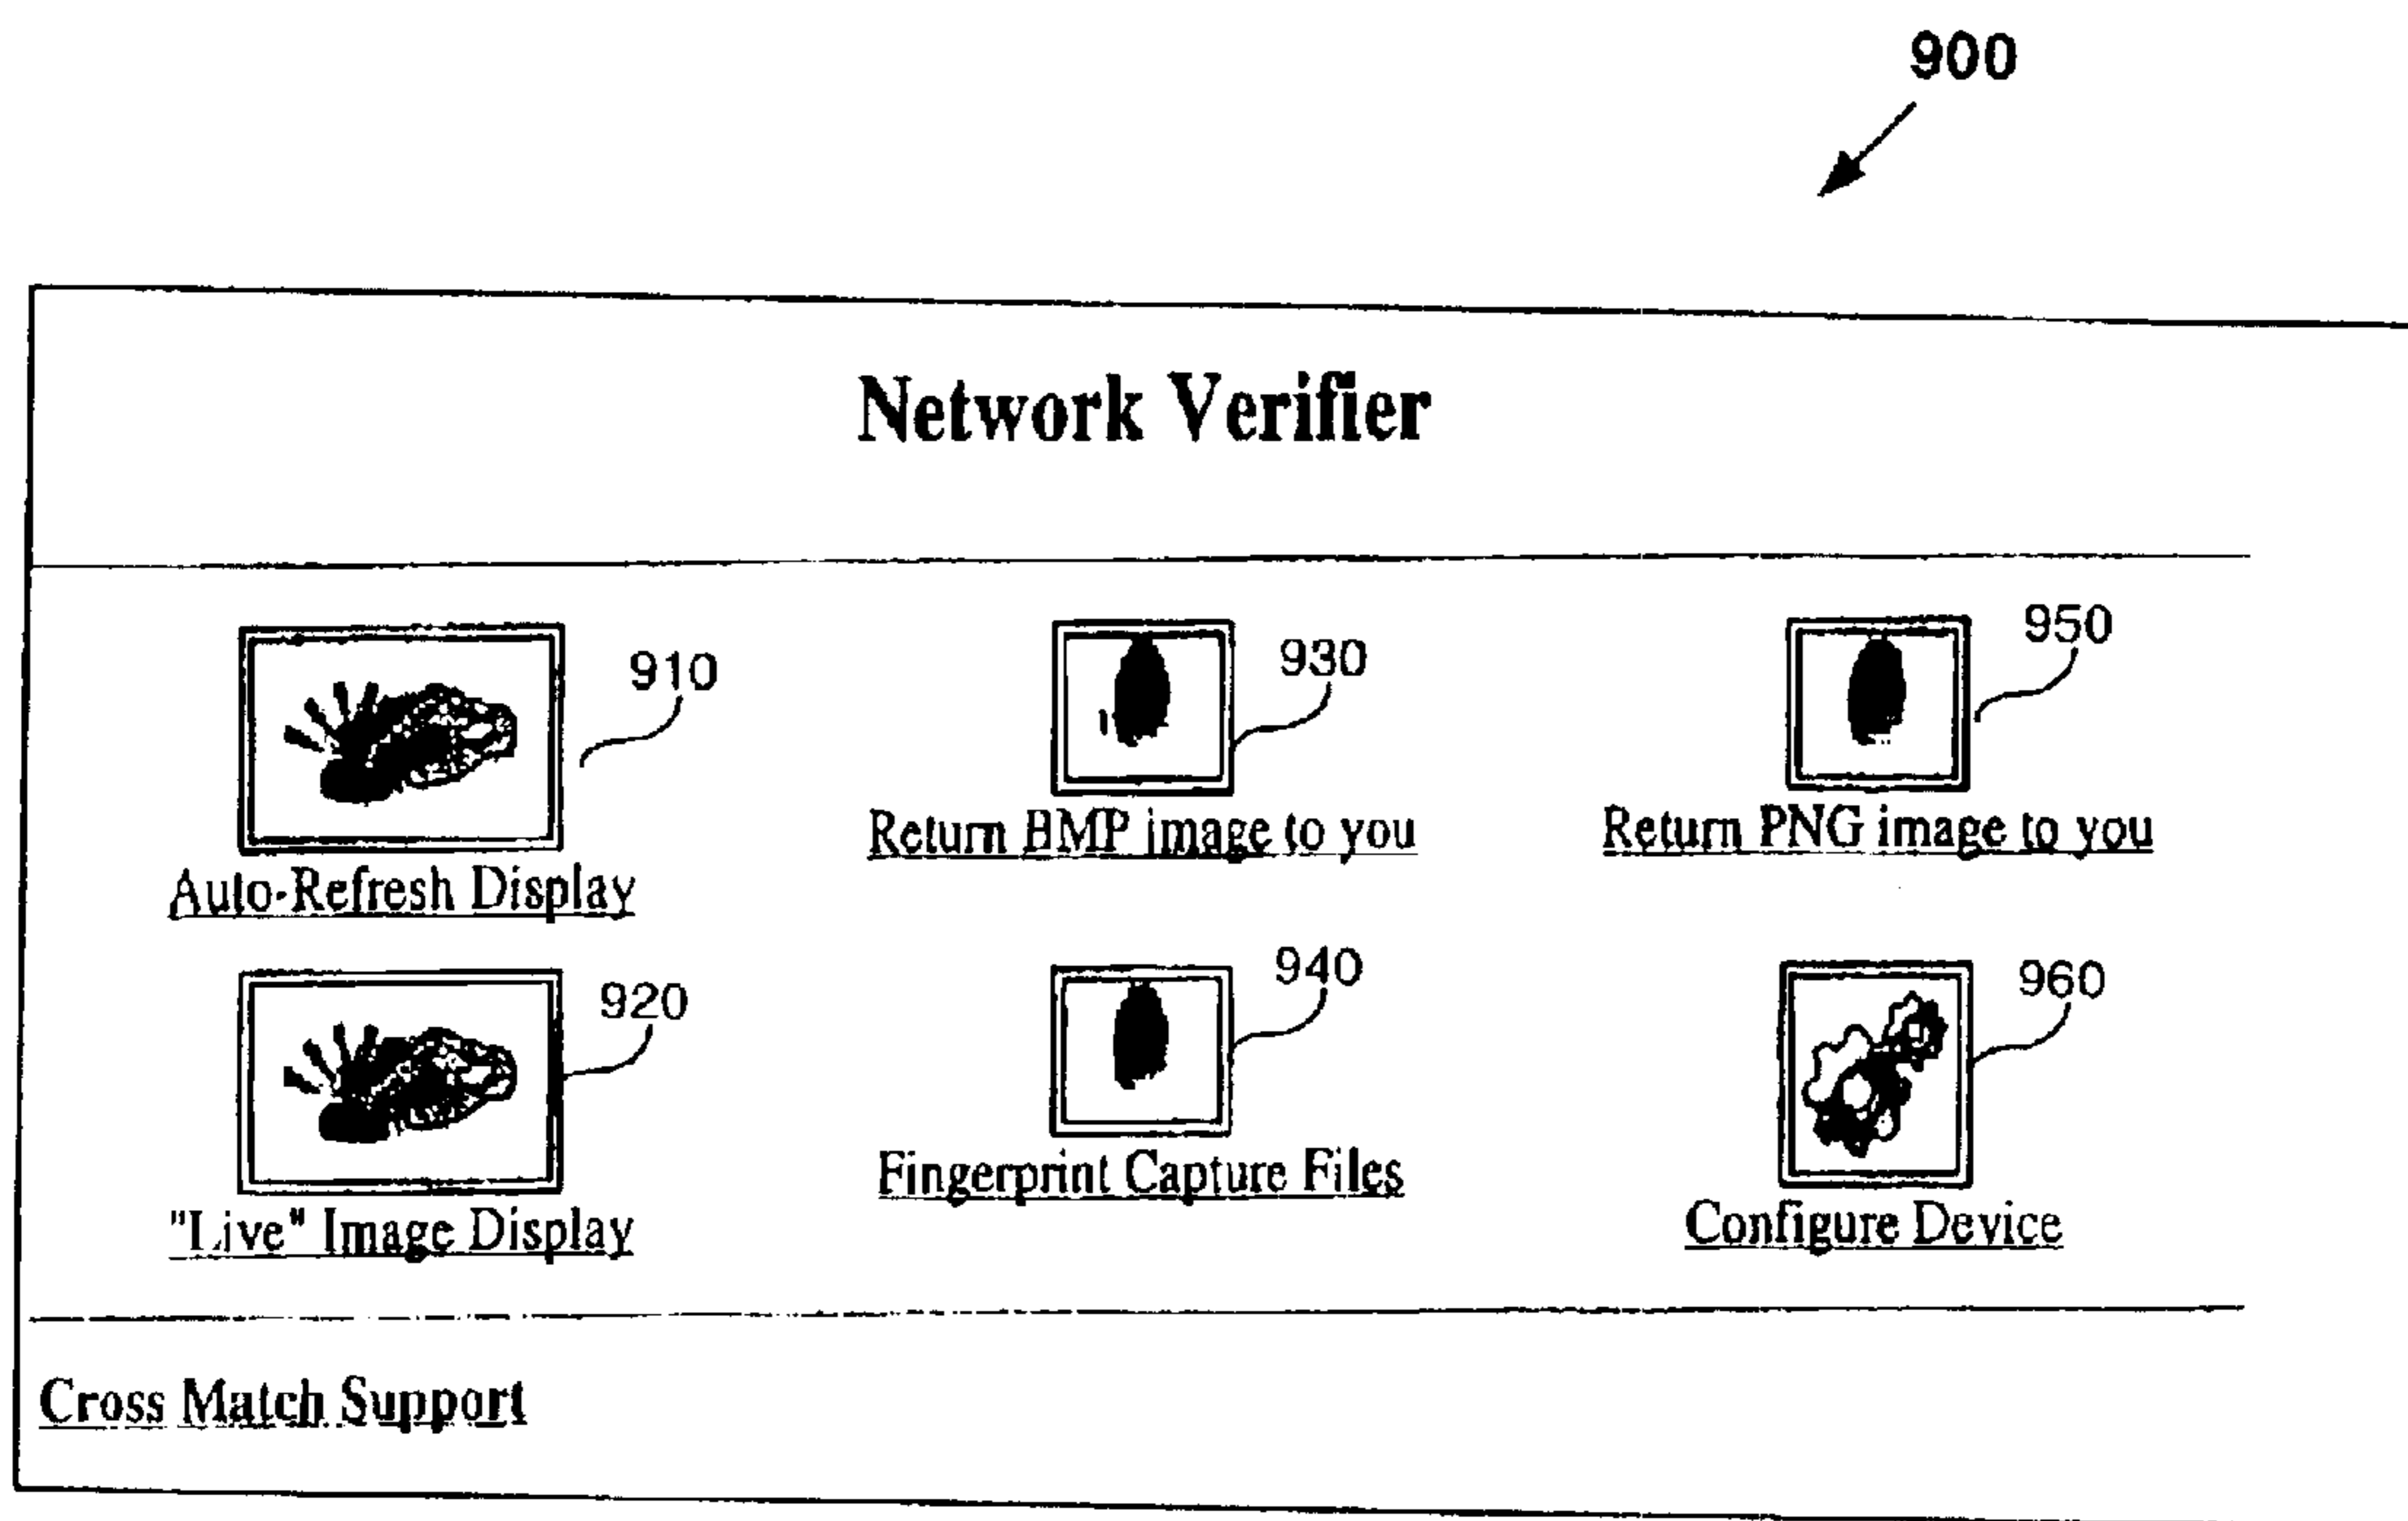 900
Network Verifier
910
930
950
Auto-Refresh Display
Return BMP image to you
Return PNG image to you
920
940
960
"Live" Image Display
Fingerprint Capture Files
Configure Device
Cross Match Support